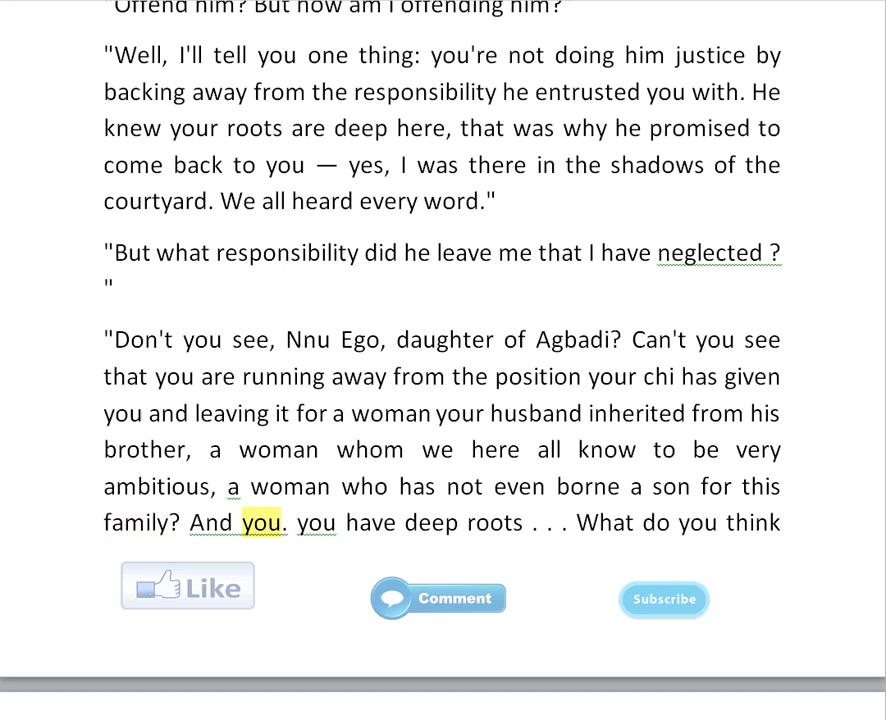 "Offend him? But how am i offending him?"
"Well, I'll tell you one thing: you're not doing him justice by
backing away from the responsibility he entrusted you with. He
knew your roots are deep here, that was why he promised to
come back to you — yes, I was there in the shadows of the
courtyard. We all heard every word."
"But what responsibility did he leave me that I have neglected ?
"
"Don't you see, Nnu Ego, daughter of Agbadi? Can't you see
that you are running away from the position your chi has given
you and leaving it for a woman your husband inherited from his
brother, a woman whom we here all know to be very
ambitious, a woman who has not even borne a son for this
family? And you. you have deep roots . . . What do you think
Like
Comment
Subscribe